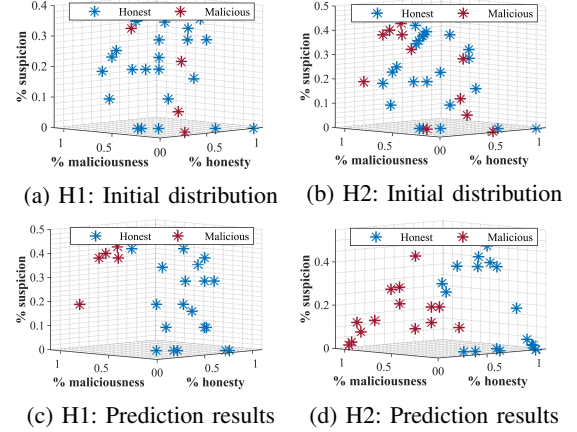 Honest Malicious
0.4
0.3
0.2
0.1
0
% suspicion
1
0.5
00
0.5
1
% maliciousness
% honesty
(a) H1: Initial distribution
Honest Malicious
0.5
0.4
0.3
0.2
0.1
0
% suspicion
1
0.5
00
0.5
1
% maliciousness
% honesty
(b) H2: Initial distribution
Honest Malicious
0.5
0.4
0.3
0.2
0.1
0
% suspicion
1
0.5
00
0.5
1
% maliciousness
% honesty
(c) H1: Prediction results
Honest Malicious
0.4
0.2
0
% suspicion
1
0.5
00
0.5
1
% maliciousness
% honesty
(d) H2: Prediction results